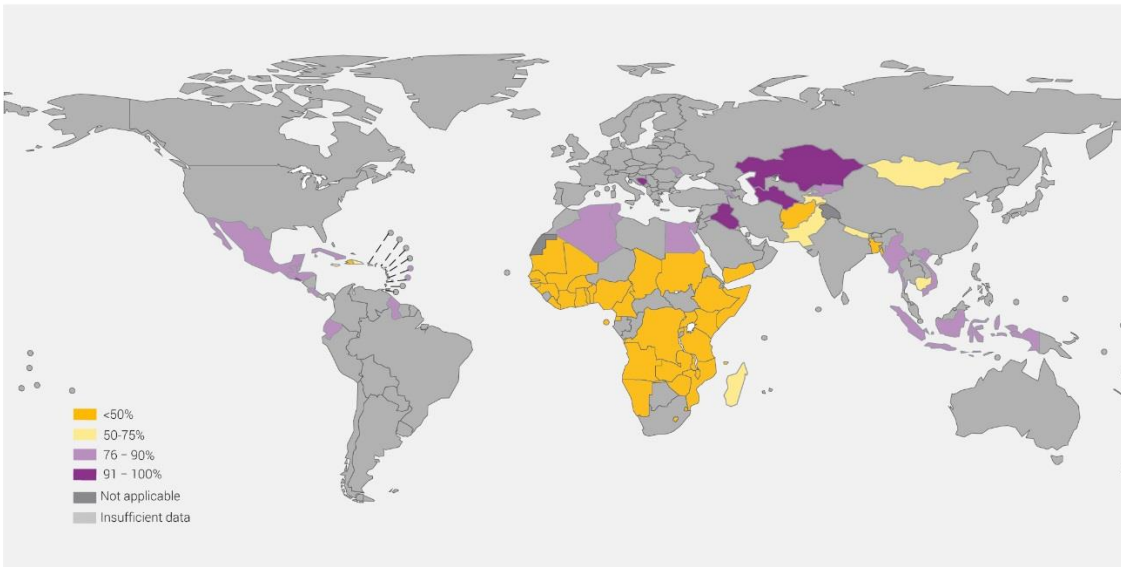 <50%
50-75%
76 – 90%
91 – 100%
Not applicable
Insufficient data